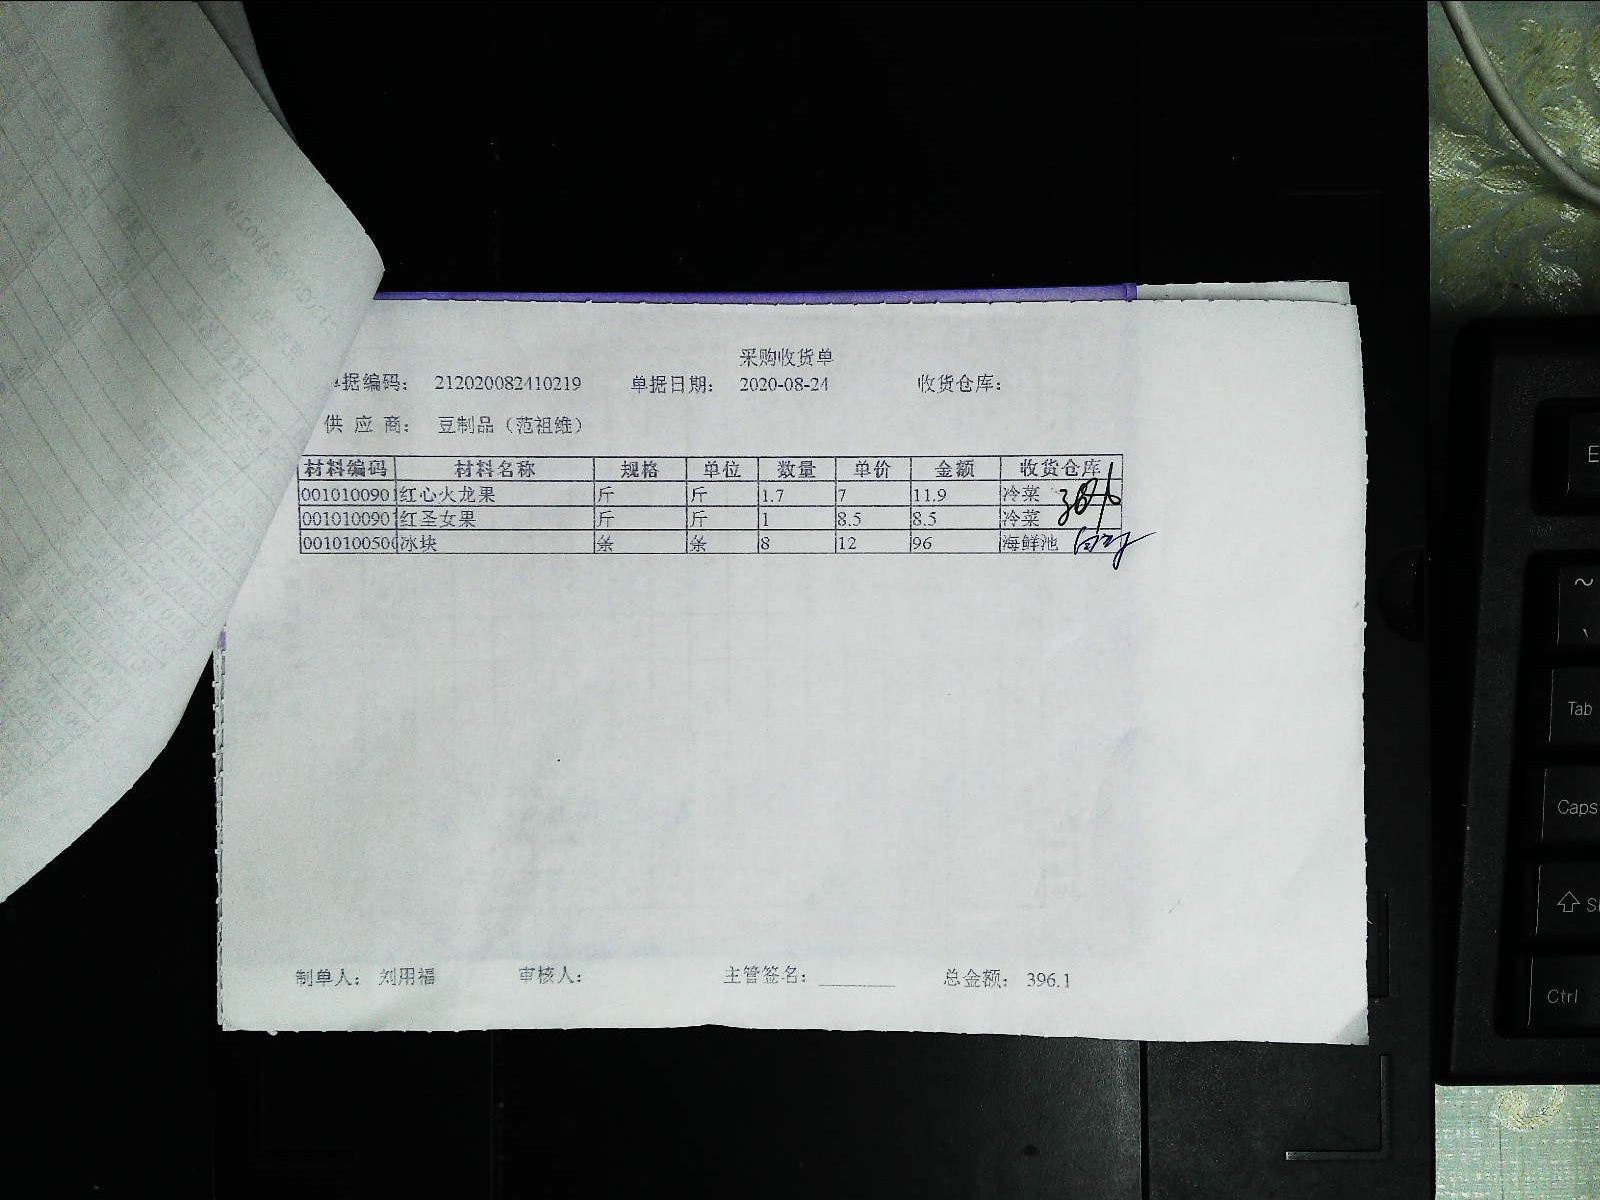 采购收货单
单据编码： 212020082410219 单据日期： 2020-08-24 收货仓库：
供 应 商： 豆制品（范祖维）
材料编码 材料名称 规格 单位 数量 单价 金额 收货仓库
001010090 红心火龙果 斤 斤 1.7 7 11.9 冷菜
001010090 红圣女果 斤 斤 1 8.5 8.5 冷菜
001010050 冰块 条 条 8 12 96 海鲜池
制单人： 刘用福 审核人： 主管签名： 总金额： 396.1
E
~
Tab
Caps
Ctrl